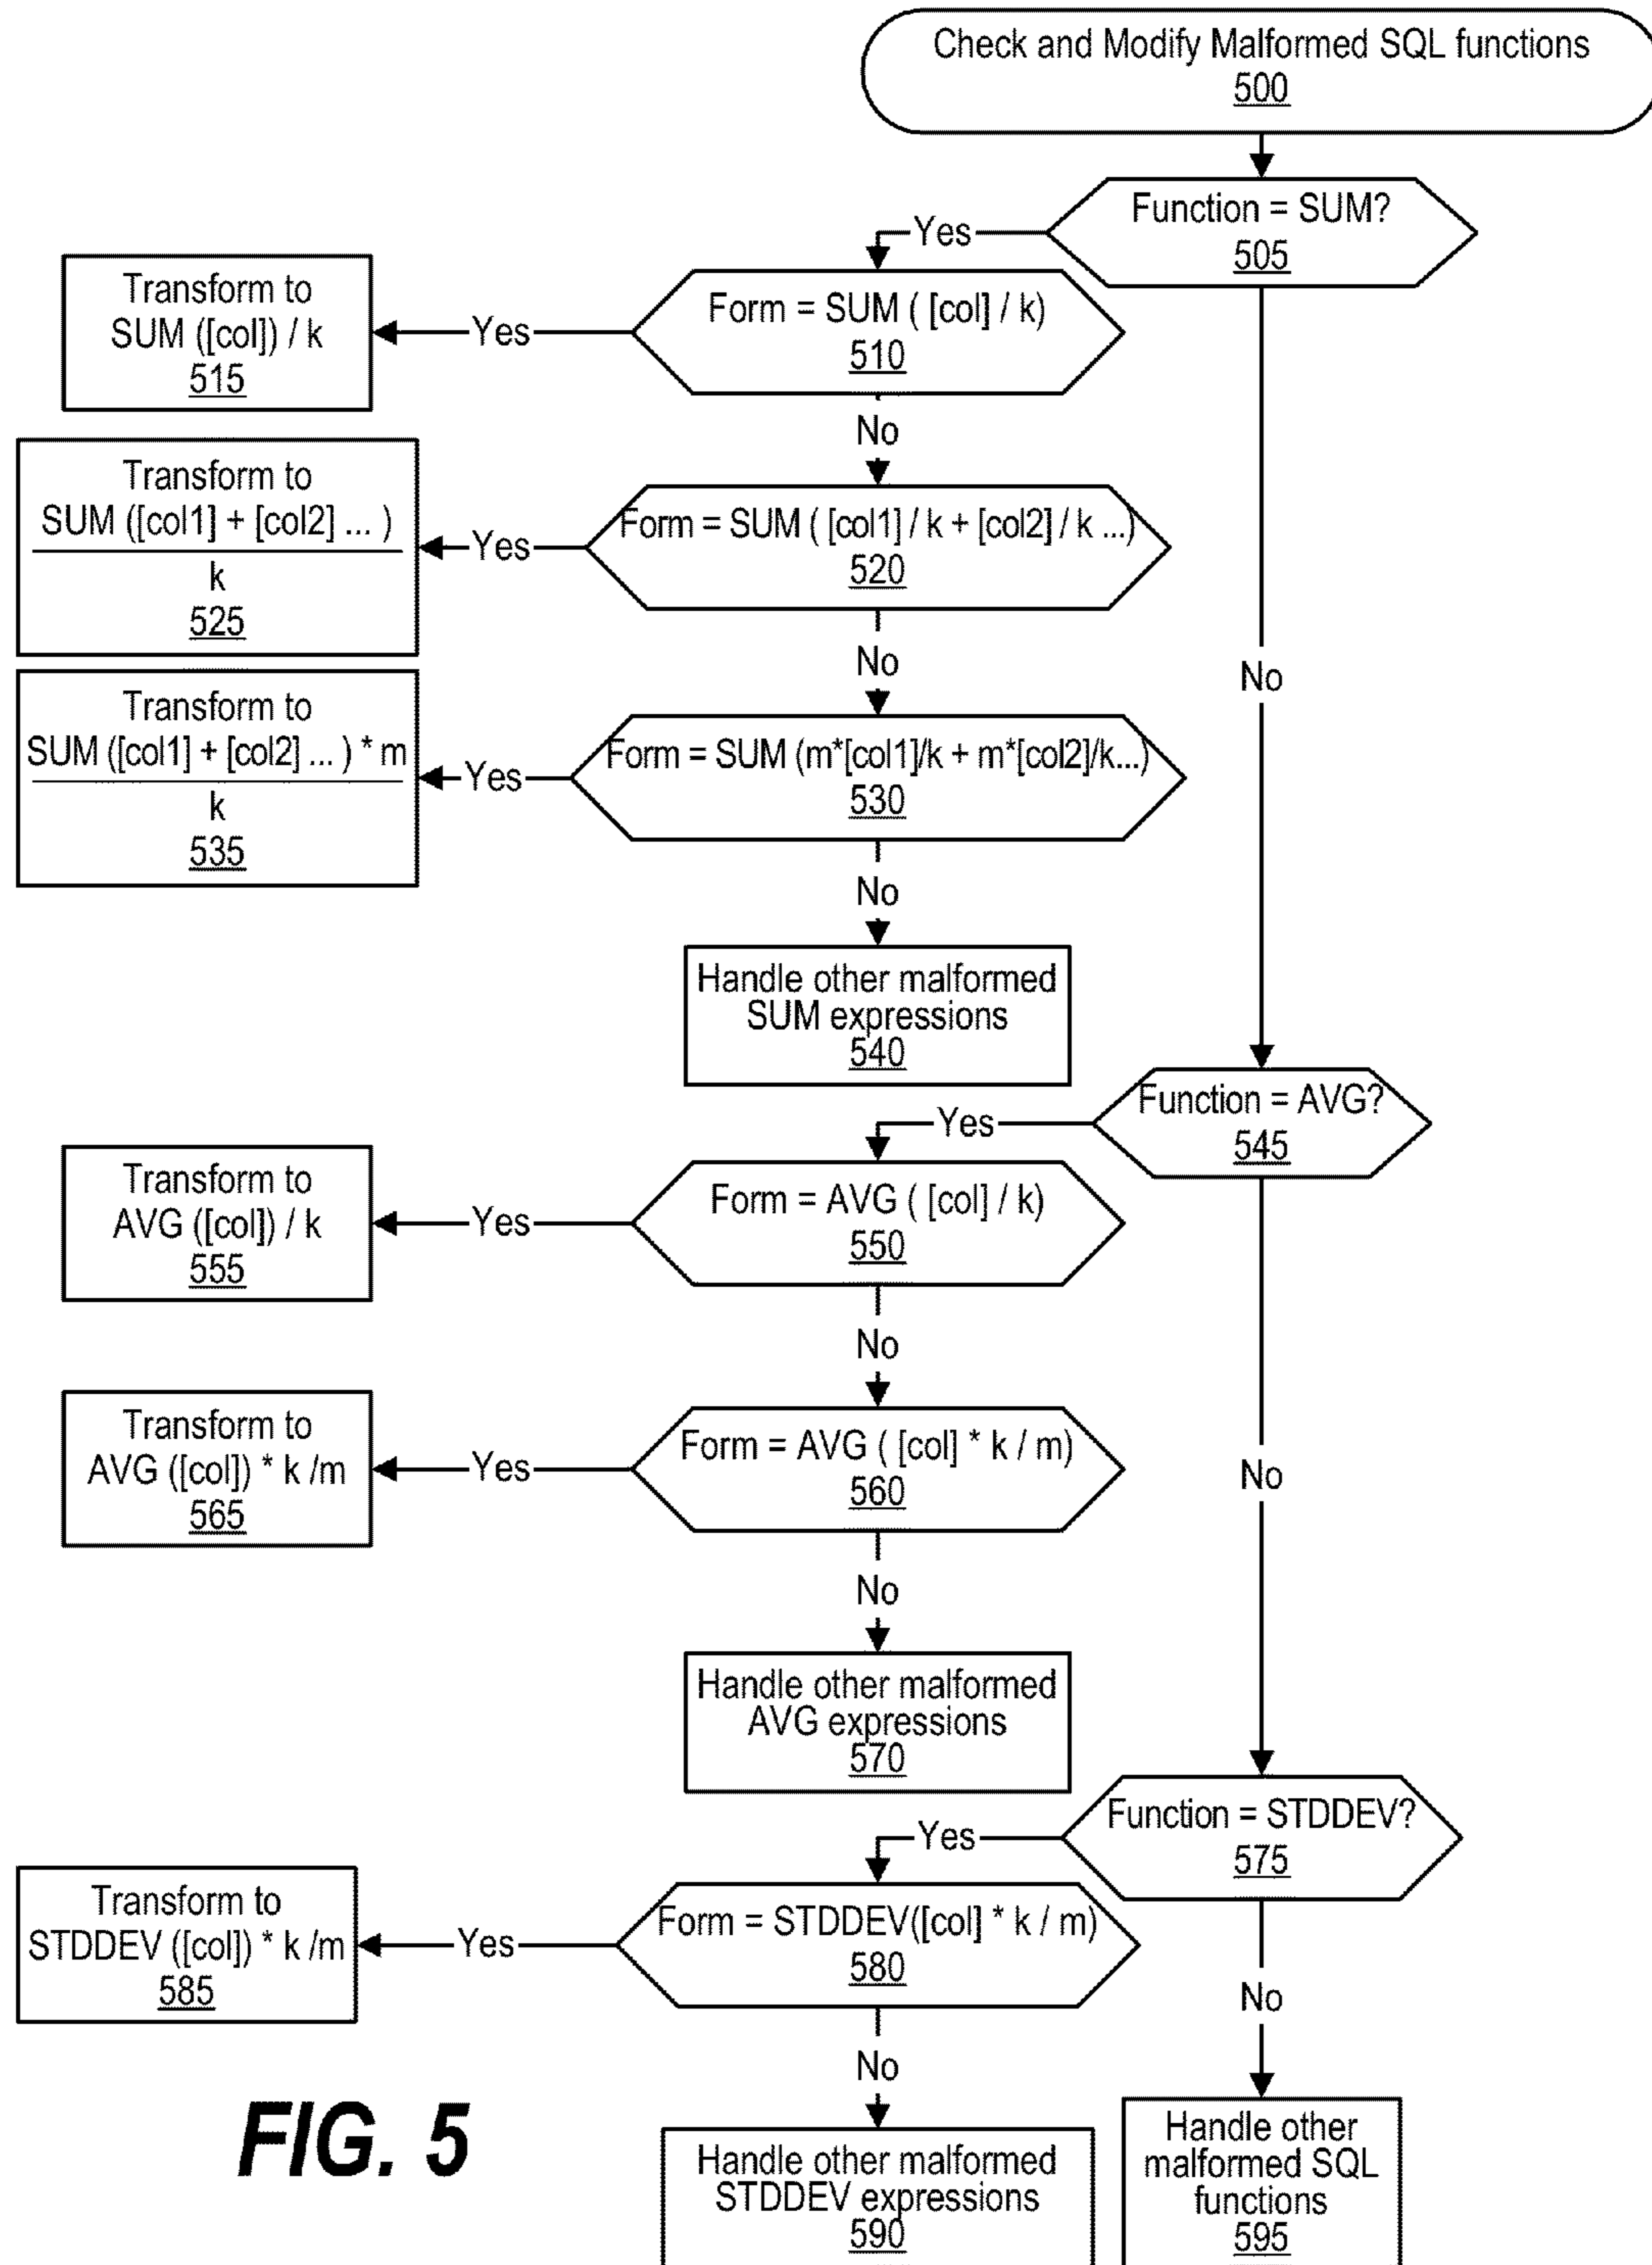 Check and Modify Malformed SQL functions
500
Function = SUM?
505
Yes
Form = SUM ( [col] / k)
510
Yes
Transform to
SUM ([col]) / k
515
No
Form = SUM ( [col1] / k + [col2] / k ...)
520
Yes
Transform to
SUM ([col1] + [col2] ... )
k
525
No
No
Form = SUM (m*[col1]/k + m*[col2]/k...)
530
Yes
Transform to
SUM ([col1] + [col2] ... ) * m
k
535
No
Handle other malformed
SUM expressions
540
Function = AVG?
545
Yes
Form = AVG ( [col] / k)
550
Yes
Transform to
AVG ([col]) / k
555
No
Form = AVG ( [col] * k / m)
560
Yes
Transform to
AVG ([col]) * k /m
565
No
No
Handle other malformed
AVG expressions
570
Function = STDDEV?
575
Yes
Form = STDDEV([col] * k / m)
580
Yes
Transform to
STDDEV ([col]) * k /m
585
No
No
Handle other malformed
STDDEV expressions
590
Handle other
malformed SQL
functions
595
FIG. 5